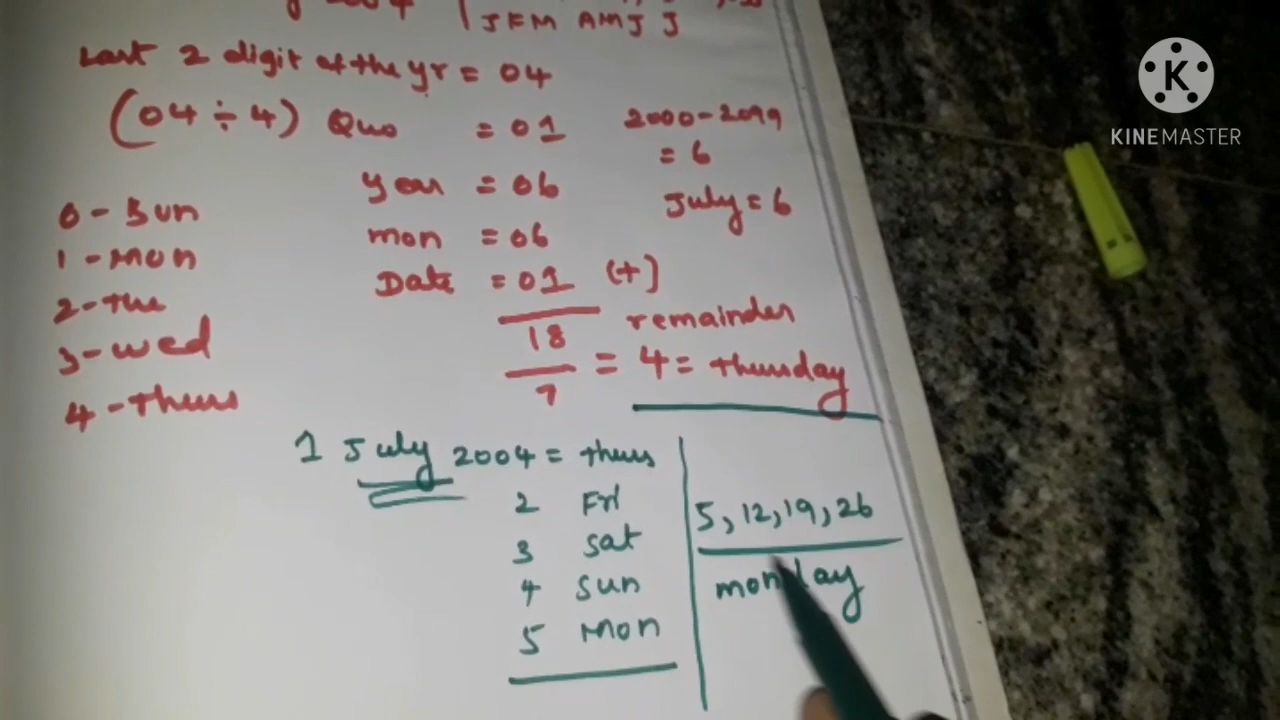 JFM AMJ J
Last 2 digit of the yr = 04
(04 ÷ 4) Quo = 01
2000-2099
= 6
year = 06
July = 6
mon = 06
Date = 01 (+)
18
7
= 4 = thursday
remainder
0 - Sun
1 - Mon
2 - the
3 - wed
4 - thurs
1 July 2004 = thus
2 Fri
3 Sat
4 Sun
5 Mon
5, 12, 19, 26
monday
K
KINEMASTER